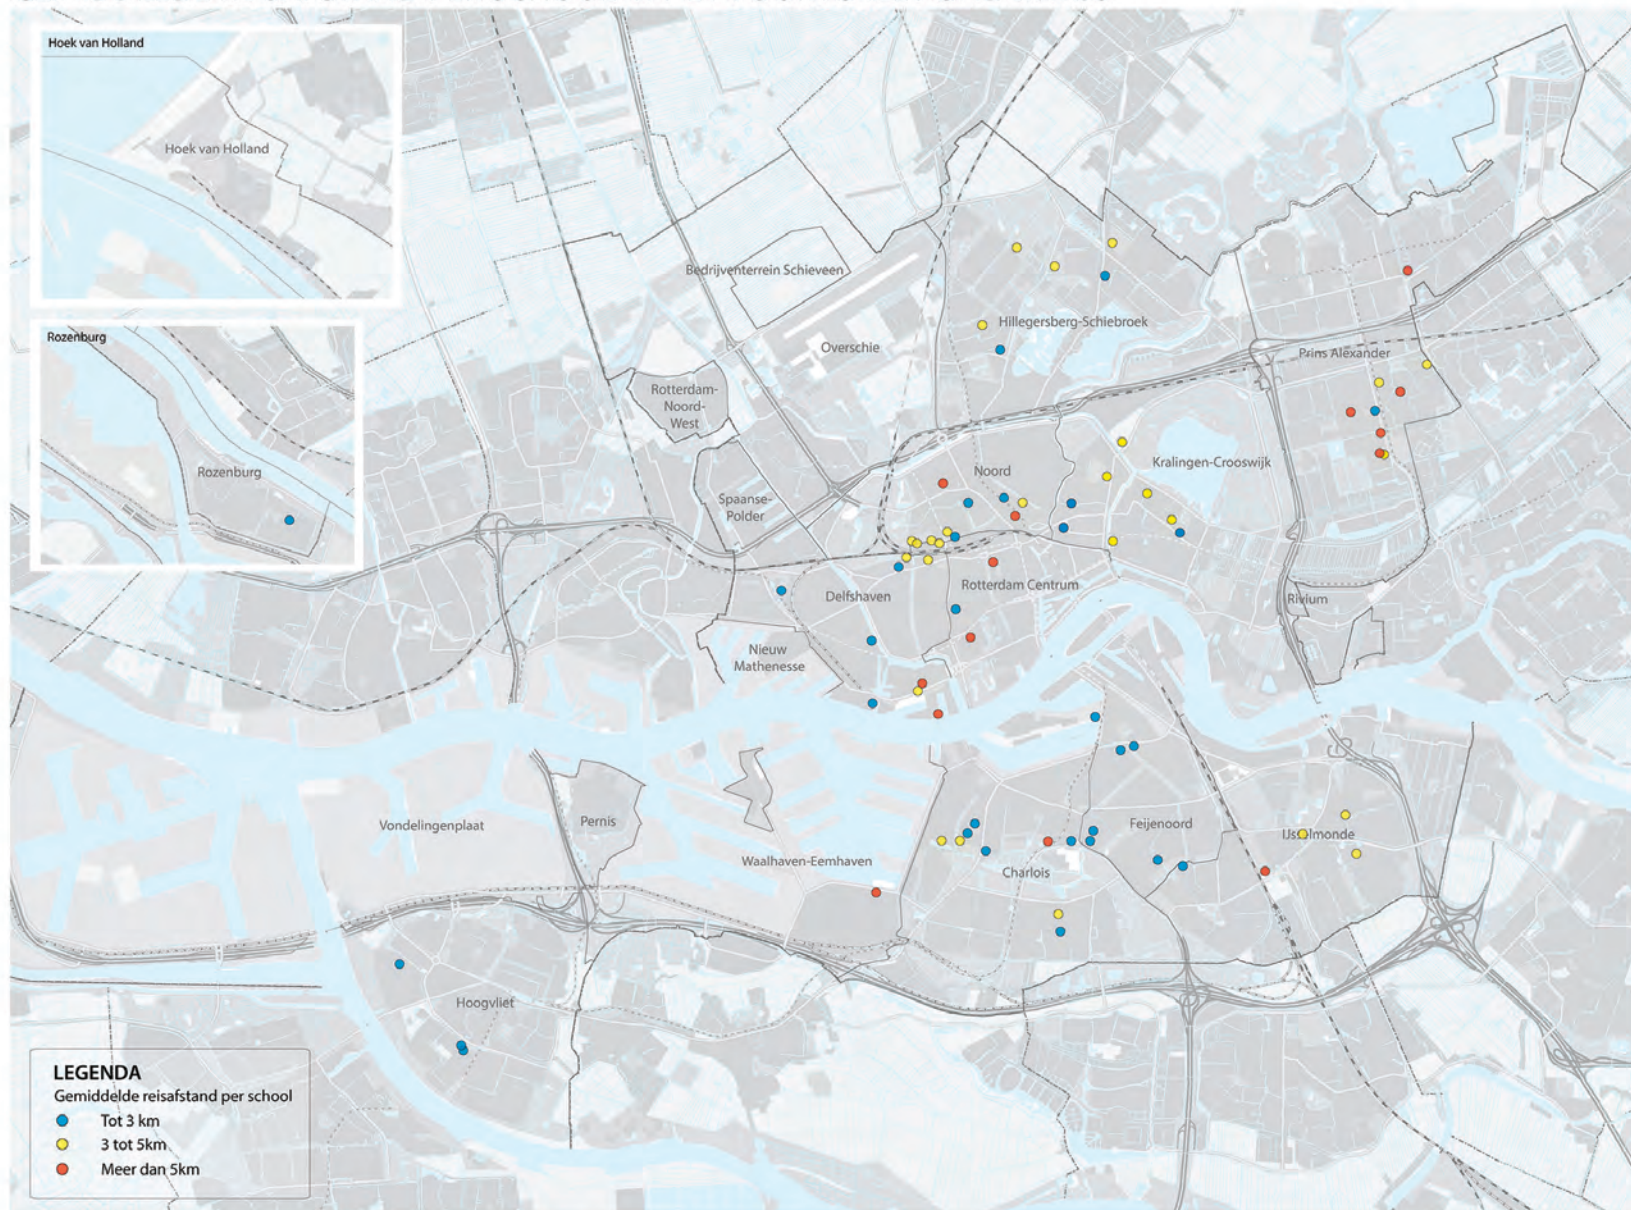 Hoek van Holland
Hoek van Holland
Rozenburg
Rozenburg
Bedrijventerrein Schieveen
Hillegersberg-Schiebroek
Overschie
Prins Alexander
Rotterdam-
Noord-
West
Kralingen-Crooswijk
Noord
Spaanse-
Polder
Rotterdam Centrum
Delfshaven
Rivium
Nieuw
Mathenesse
Vondelingenplaat
Pernis
Feijenoord
IJsselmonde
Waalhaven-Eemhaven
Charlois
Hoogvliet
LEGENDA
Gemiddelde reisafstand per school
Tot 3 km
3 tot 5km
Meer dan 5km